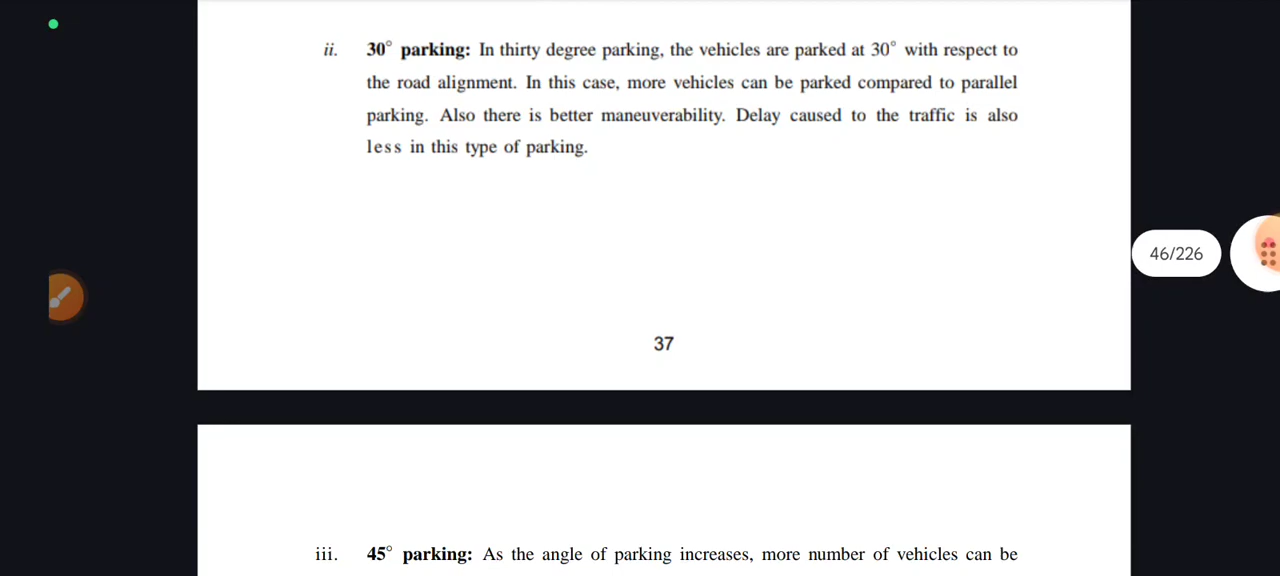 ii. 30° parking: In thirty degree parking, the vehicles are parked at 30° with respect to
the road alignment. In this case, more vehicles can be parked compared to parallel
parking. Also there is better maneuverability. Delay caused to the traffic is also
less in this type of parking.
46/226
37
iii. 45° parking: As the angle of parking increases, more number of vehicles can be